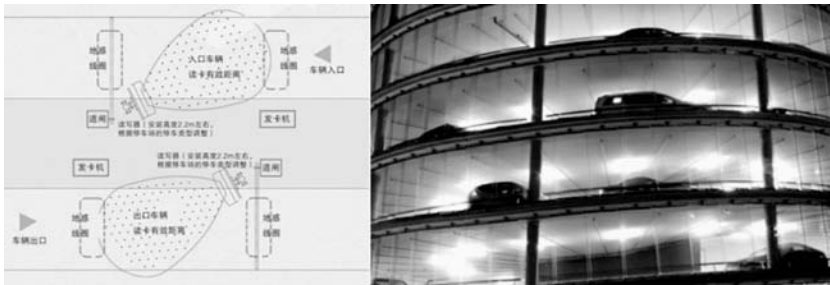 地感
线圈
入口车辆
读卡有效距离
地感
线圈
车辆入口
道闸
读写器（安装高度2.2m左右，
根据停车场的停车类型调整）
发卡机
发卡机
读写器（安装高度2.2m左右，
根据停车场的停车类型调整）
道闸
车辆出口
地感
线圈
出口车辆
读卡有效距离
地感
线圈